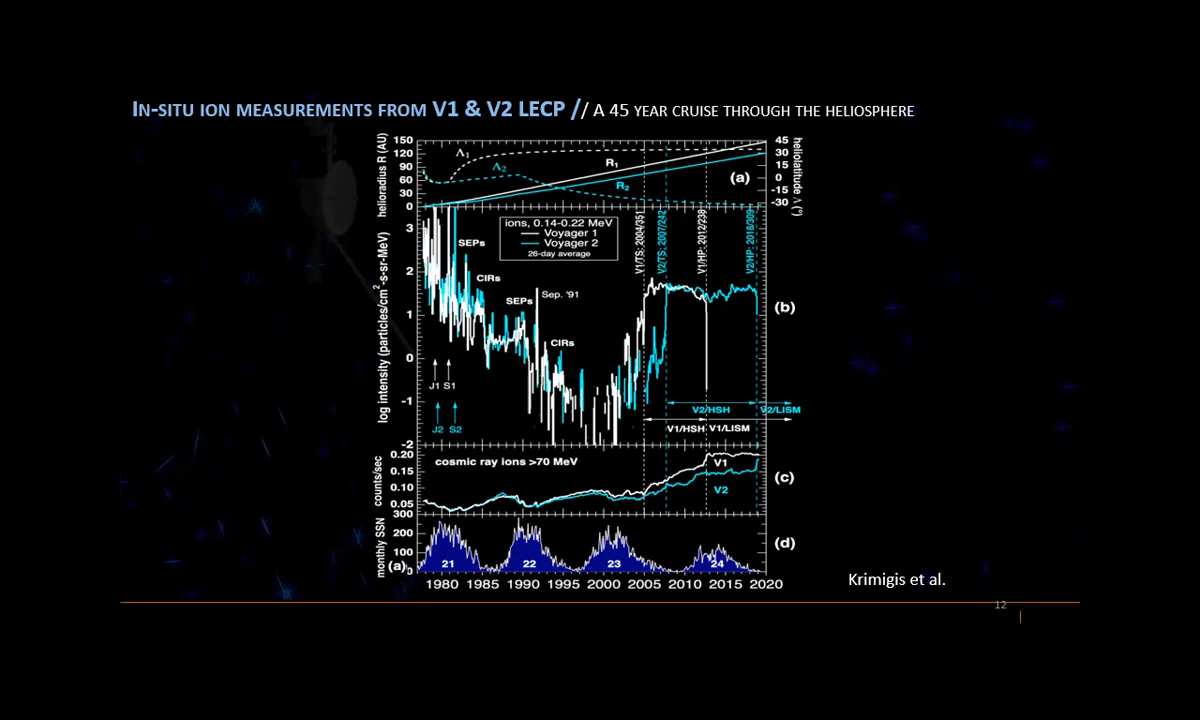 IN-SITU ION MEASUREMENTS FROM V1 & V2 LECP // A 45 YEAR CRUISE THROUGH THE HELIOSPHERE
helioradius R (AU)
150
120
90
60
30
0
Λ1
Λ2
R1
R2
(a)
45
30
15
0
-15
-30
heliolatitude Λ (°)
log intensity (particles/cm2-s-sr-MeV)
3
2
1
0
-1
-2
ions, 0.14-0.22 MeV
Voyager 1
Voyager 2
26-day average
SEPs
CIRs
SEPs
Sep. '91
CIRs
V1/TS: 2004/351
V2/TS: 2007/242
V1/HP: 2012/238
V2/HP: 2018/309
(b)
J1 S1
J2 S2
V2/HSH V2/LISM
V1/HSH V1/LISM
counts/sec
0.20
0.15
0.10
0.05
cosmic ray ions >70 MeV
V1
V2
(c)
monthly SSN
300
200
100
0
21 22 23 24
(d)
(a)
1980 1985 1990 1995 2000 2005 2010 2015 2020
Krimigis et al.
12